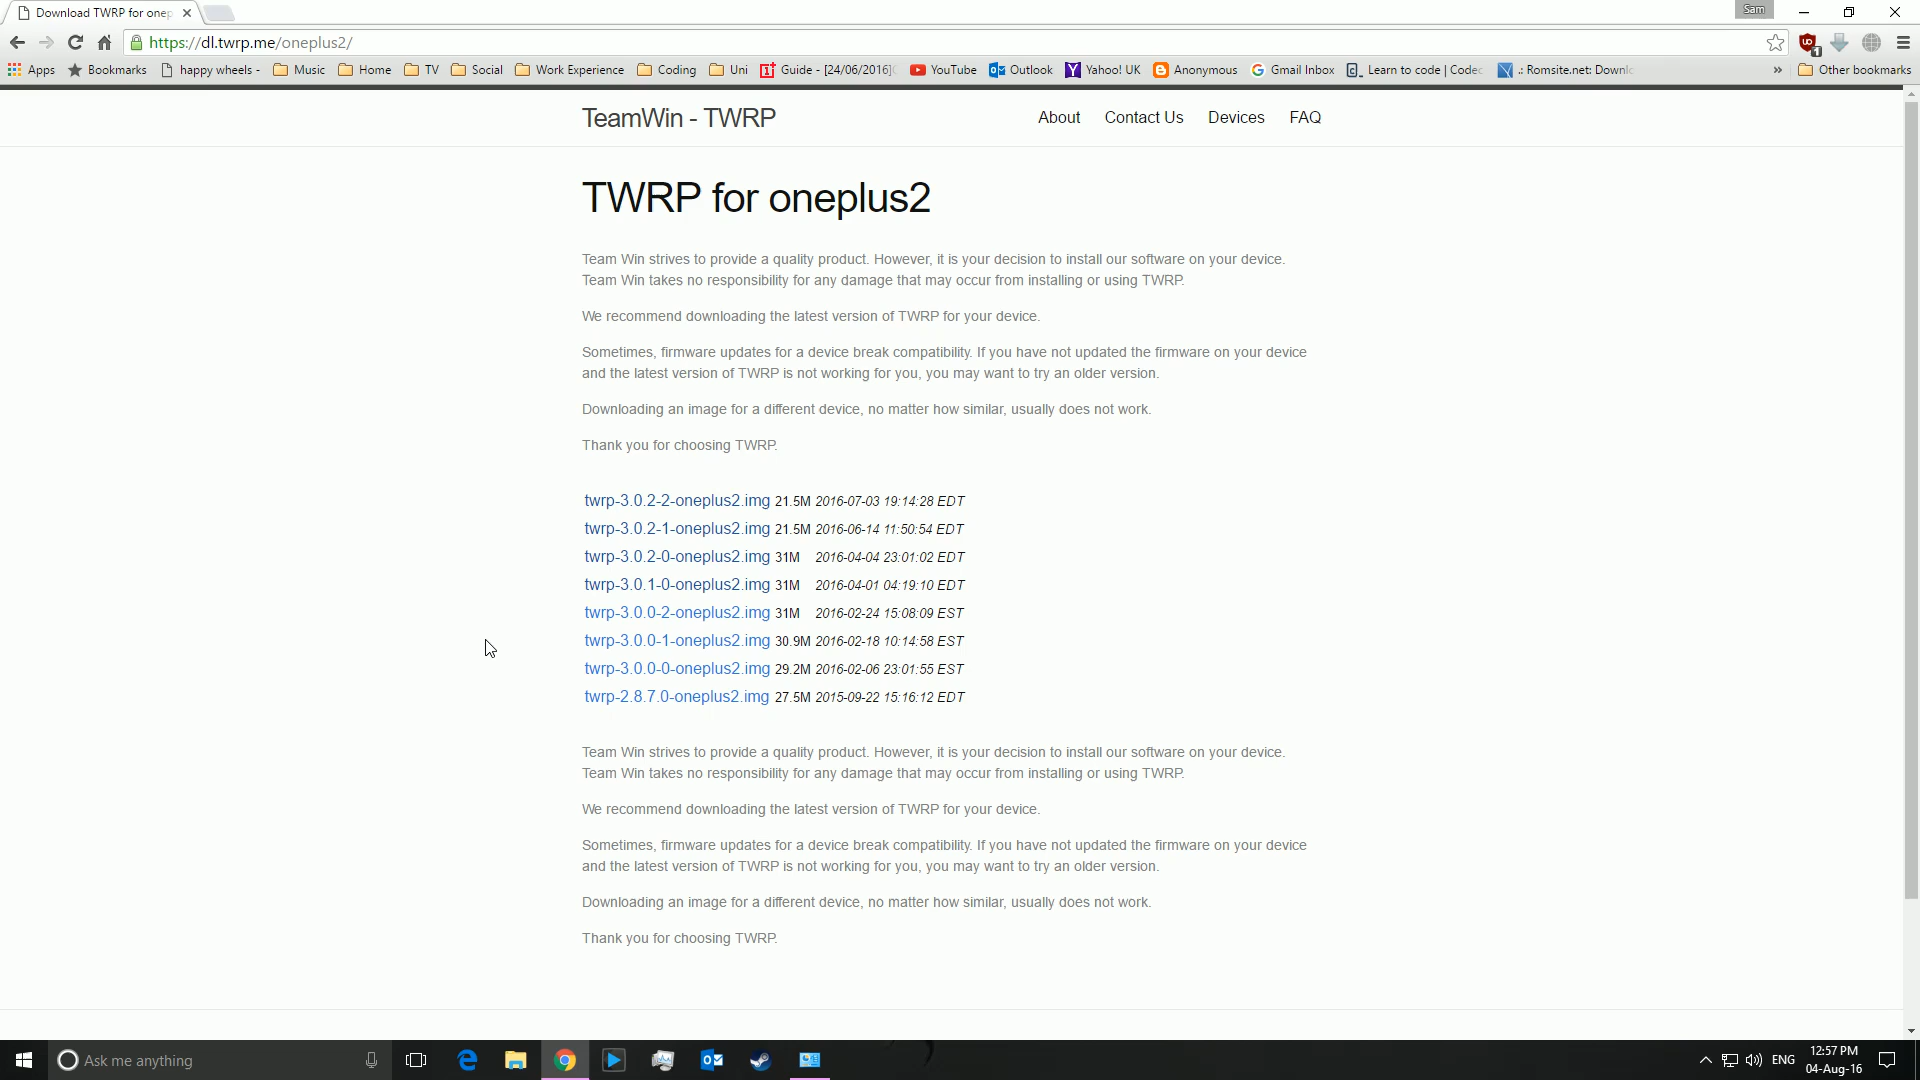 Download TWRP for onep
Sam
https://dl.twrp.me/oneplus2/
1
Apps Bookmarks happy wheels - Music Home TV Social Work Experience Coding Uni Guide - [24/06/2016] YouTube Outlook Yahoo! UK Anonymous Gmail Inbox Learn to code | Codec .: Romsite.net: Downl » Other bookmarks
TeamWin - TWRP About Contact Us Devices FAQ
TWRP for oneplus2
Team Win strives to provide a quality product. However, it is your decision to install our software on your device.
Team Win takes no responsibility for any damage that may occur from installing or using TWRP.
We recommend downloading the latest version of TWRP for your device.
Sometimes, firmware updates for a device break compatibility. If you have not updated the firmware on your device
and the latest version of TWRP is not working for you, you may want to try an older version.
Downloading an image for a different device, no matter how similar, usually does not work.
Thank you for choosing TWRP.
twrp-3.0.2-2-oneplus2.img 21.5M 2016-07-03 19:14:28 EDT
twrp-3.0.2-1-oneplus2.img 21.5M 2016-06-14 11:50:54 EDT
twrp-3.0.2-0-oneplus2.img 31M 2016-04-04 23:01:02 EDT
twrp-3.0.1-0-oneplus2.img 31M 2016-04-01 04:19:10 EDT
twrp-3.0.0-2-oneplus2.img 31M 2016-02-24 15:08:09 EST
twrp-3.0.0-1-oneplus2.img 30.9M 2016-02-18 10:14:58 EST
twrp-3.0.0-0-oneplus2.img 29.2M 2016-02-06 23:01:55 EST
twrp-2.8.7.0-oneplus2.img 27.5M 2015-09-22 15:16:12 EDT
Team Win strives to provide a quality product. However, it is your decision to install our software on your device.
Team Win takes no responsibility for any damage that may occur from installing or using TWRP.
We recommend downloading the latest version of TWRP for your device.
Sometimes, firmware updates for a device break compatibility. If you have not updated the firmware on your device
and the latest version of TWRP is not working for you, you may want to try an older version.
Downloading an image for a different device, no matter how similar, usually does not work.
Thank you for choosing TWRP.
Ask me anything
ENG
12:57 PM
04-Aug-16